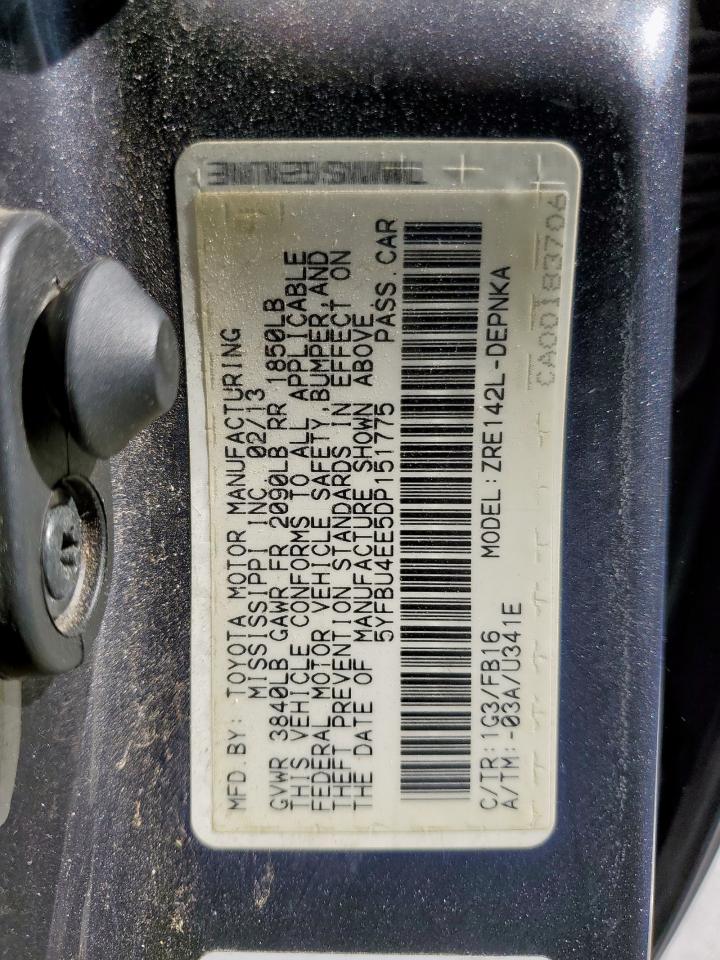 MFD. BY: TOYOTA MOTOR MANUFACTURING
MISSISSIPPI INC 02/13
GVWR 3840LB GAWR FR 2090LB RR 1850LB
THIS VEHICLE CONFORMS TO ALL APPLICABLE
FEDERAL MOTOR VEHICLE SAFETY, BUMPER, AND
THEFT PREVENTION STANDARDS IN EFFECT ON
THE DATE OF MANUFACTURE SHOWN ABOVE
5YFBU4EE5DP151775 PASS. CAR
C/TR: 1G3/FB16 MODEL: ZRE142L-DEPNKA
A/TM: -03A/U341E
CA00183706